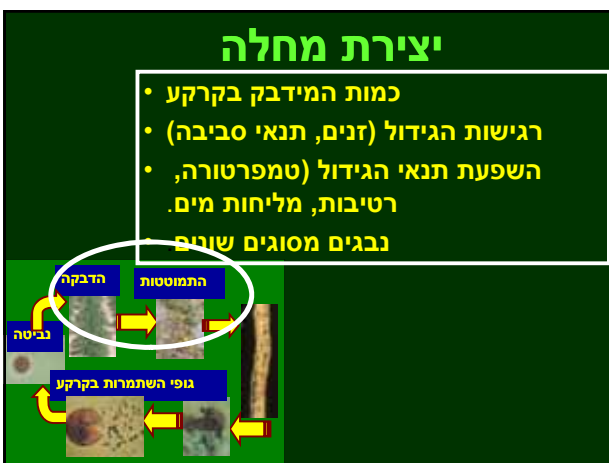 יצירת מחלה
• כמות המידבק בקרקע
• רגישות הגידול (זנים, תנאי סביבה)
• השפעת תנאי הגידול (טמפרטורה,
רטיבות, מליחות מים.
• נבגים מסוגים שונים
הדבקה
התמוטטות
נביטה
גופי השתמרות בקרקע